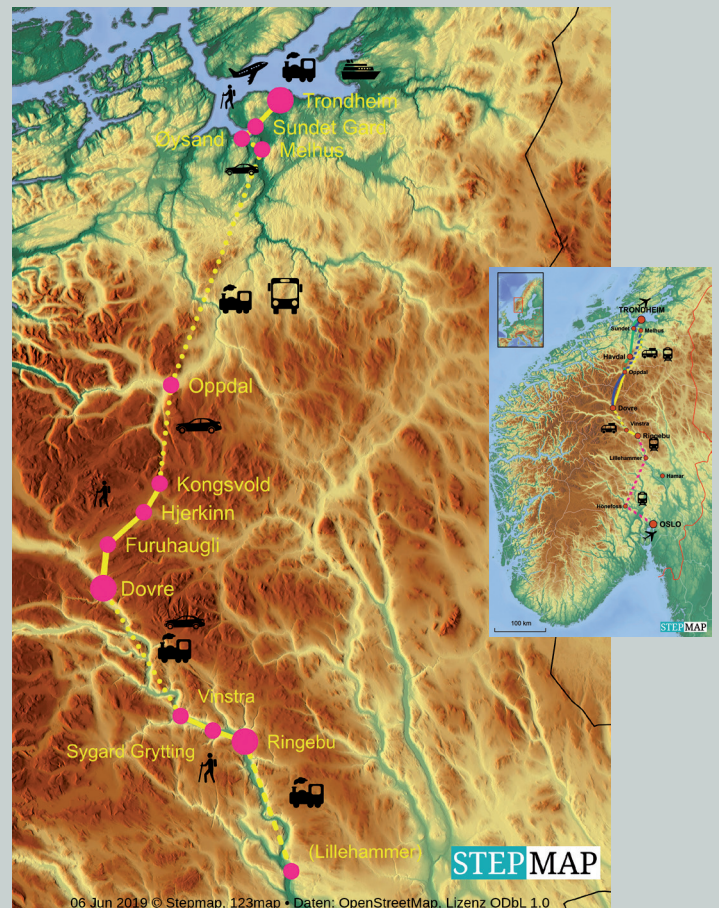 Trondheim
Sundet Gård
Øysand
Melhus
Oppdal
Kongsvold
Hjerkinn
Furuhaugli
Dovre
Vinstra
Sygard Grytting
Ringebu
(Lillehammer)
STEPMAP
06 Jun 2019 © Stepmap, 123map • Daten: OpenStreetMap, Lizenz ODbL 1.0
TRONDHEIM
Sundet
Melhus
Havdal
Oppdal
Dovre
Vinstra
Ringebu
Lillehammer
Hamar
Honefoss
OSLO
100 km
STEPMAP